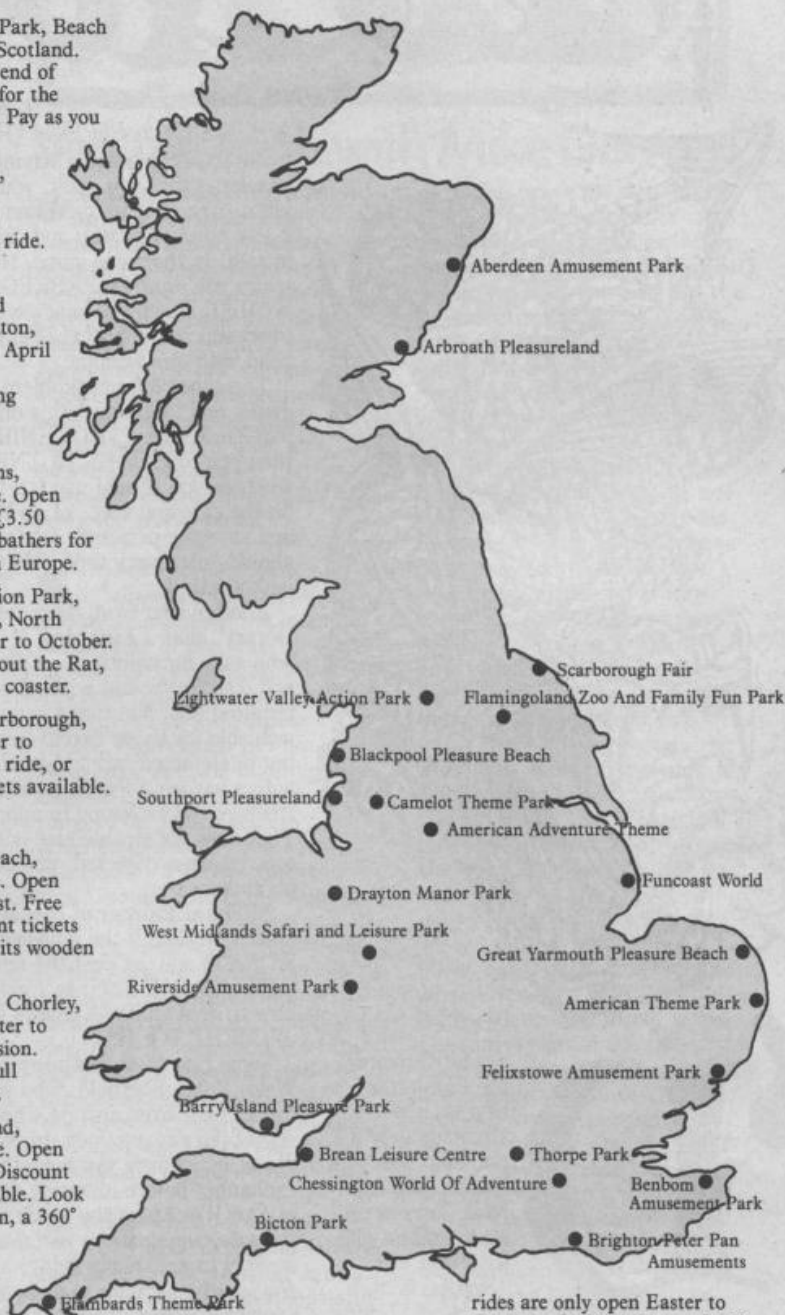 Park, Beach
Scotland.
end of
for the
Pay as you
ride.
ton,
April
ng
ns,
. Open
£3.50
bathers for
Europe.
ion Park,
, North
r to October.
out the Rat,
coaster.
rborough,
r to
ride, or
ets available.
each,
. Open
st. Free
nt tickets
its wooden
Chorley,
ter to
sion.
ull
nd,
e. Open
Discount
ble. Look
n, a 360°
Aberdeen Amusement Park
Arbroath Pleasureland
Scarborough Fair
Lightwater Valley Action Park
Flamingoland Zoo And Family Fun Park
Blackpool Pleasure Beach
Southport Pleasureland
Camelot Theme Park
American Adventure Theme
Drayton Manor Park
Funcoast World
West Midlands Safari and Leisure Park
Great Yarmouth Pleasure Beach
Riverside Amusement Park
American Theme Park
Felixstowe Amusement Park
Barry Island Pleasure Park
Brean Leisure Centre
Thorpe Park
Chessington World Of Adventure
Benbom
Amusement Park
Bicton Park
Brighton Peter Pan
Amusements
Flambards Theme Park
rides are only open Easter to